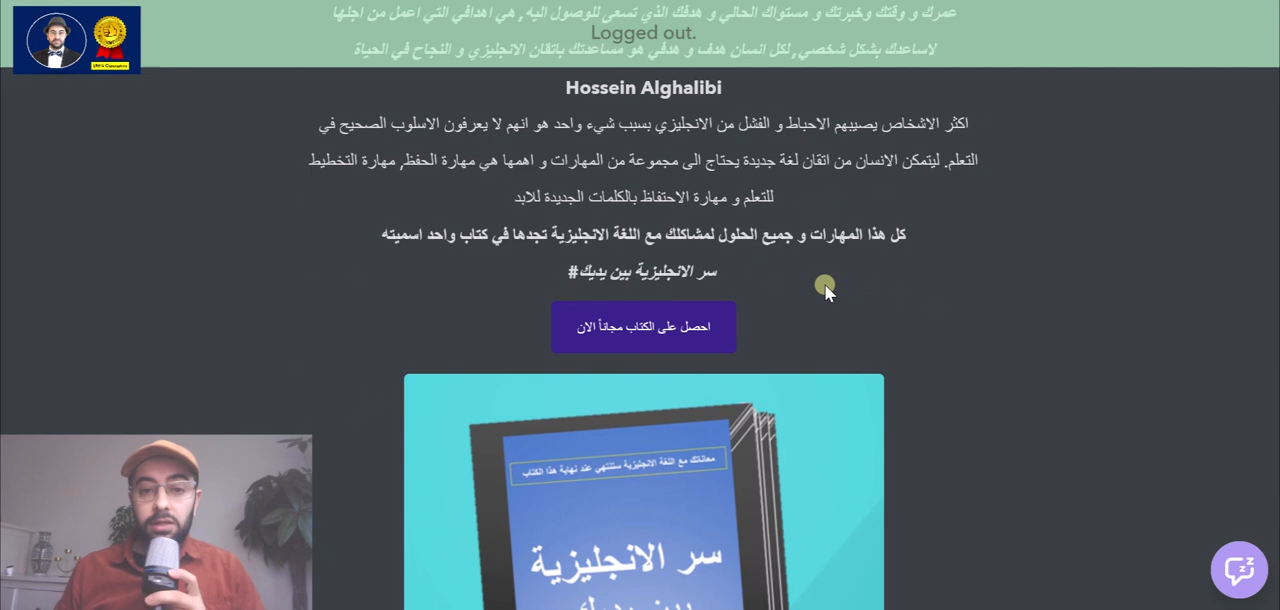 عمرك و وقتك وخبرتك و مستواك الحالي و هدفك الذي تسعى للوصول اليه, هي اهدافي التي اعمل من اجلها
Logged out.
لاساعدك بشكل شخصي, لكل انسان هدف و هدفي هو مساعدتك باتقان الانجليزي و النجاح في الحياة
Hossein Alghalibi
اكثر الاشخاص يصيبهم الاحباط و الفشل من الانجليزي بسبب شيء واحد هو انهم لا يعرفون الاسلوب الصحيح في
التعلم. ليتمكن الانسان من اتقان لغة جديدة يحتاج الى مجموعة من المهارات و اهمها هي مهارة الحفظ, مهارة التخطيط
للتعلم و مهارة الاحتفاظ بالكلمات الجديدة للابد
كل هذا المهارات و جميع الحلول لمشاكلك مع اللغة الانجليزية تجدها في كتاب واحد اسميته
سر الانجليزية بين يديك#
احصل على الكتاب مجاناً الان
معاناتك مع اللغة الانجليزية ستنتهي عند نهاية هذا الكتاب
سر الانجليزية
بين يديك